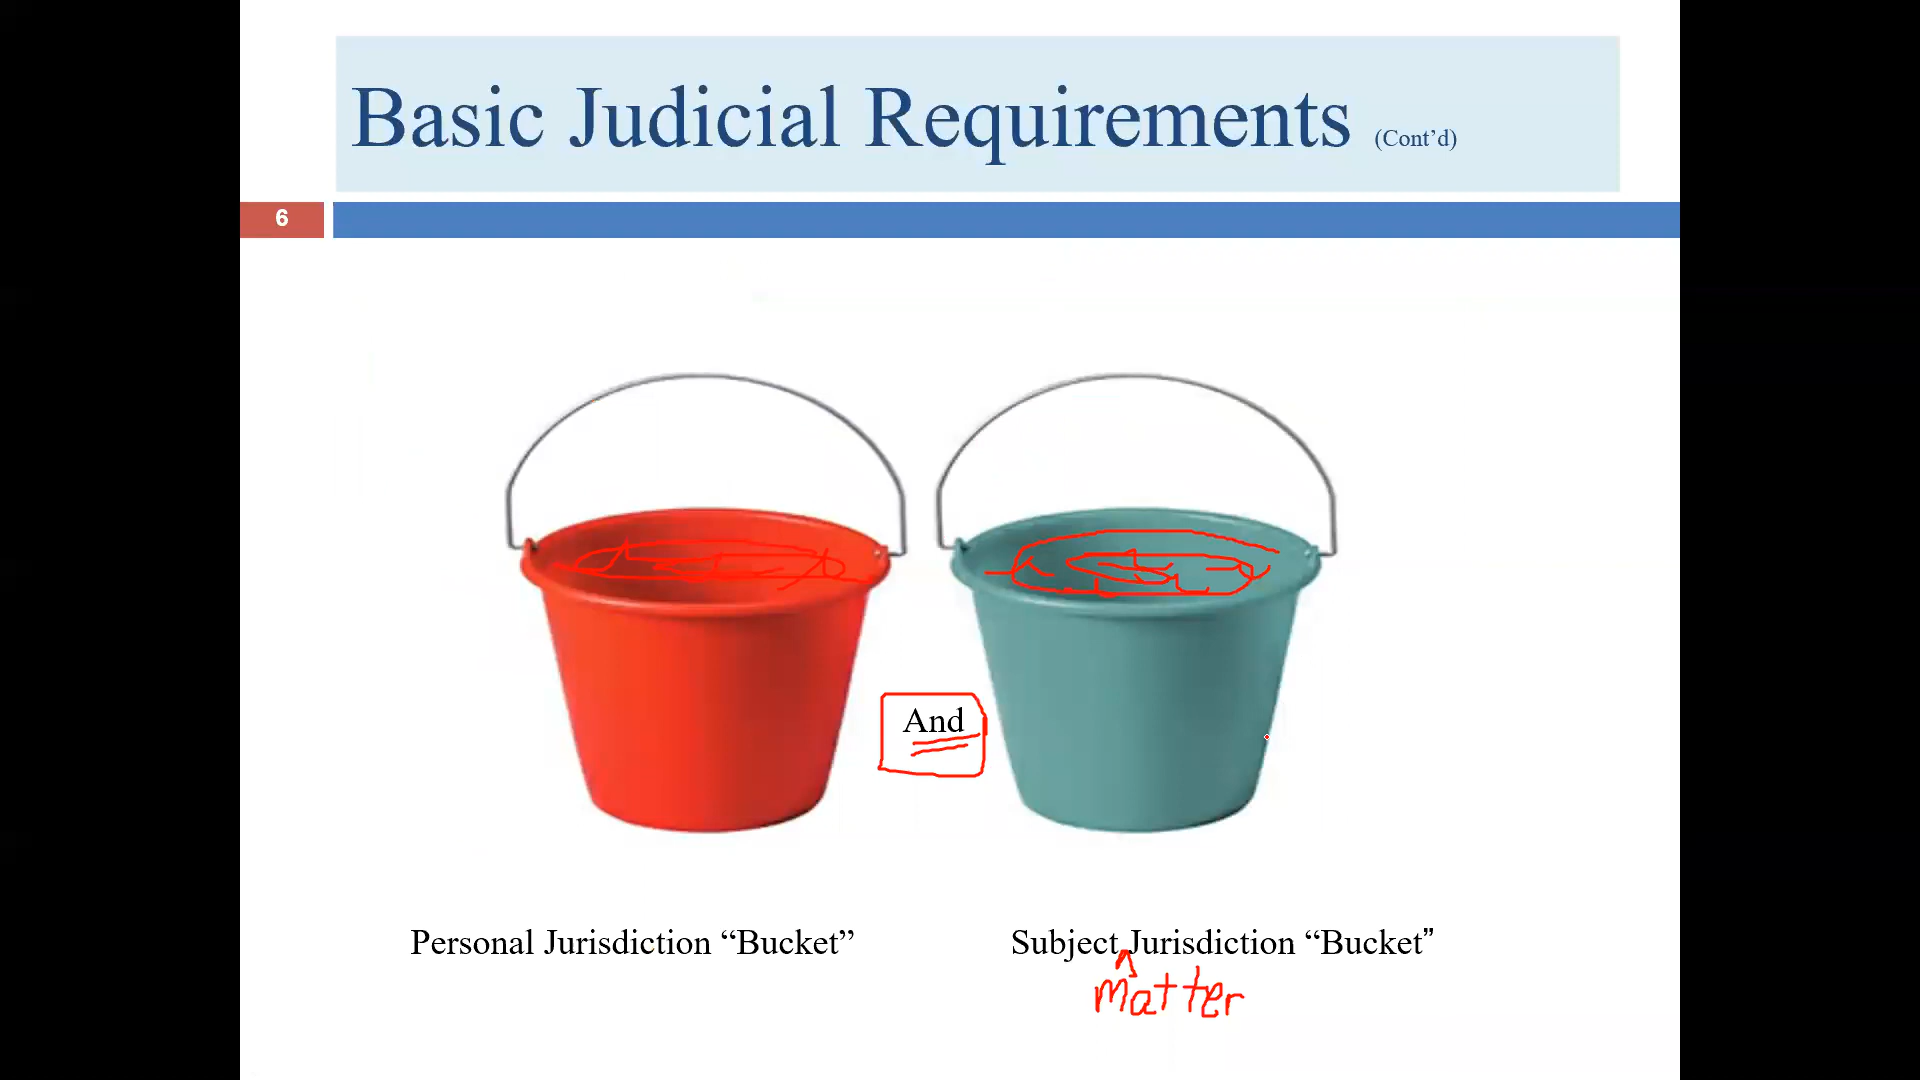 Basic Judicial Requirements (Cont’d)
6
And
Personal Jurisdiction “Bucket”
Subject Jurisdiction “Bucket”
matter